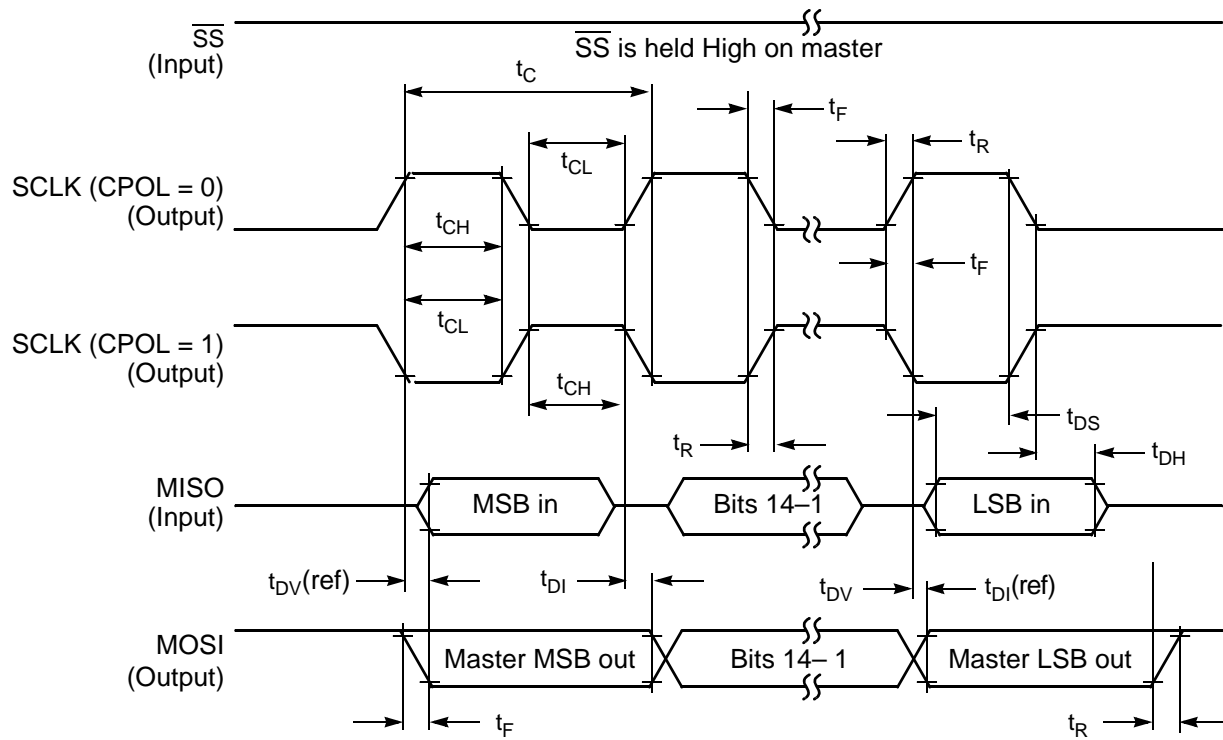 SS
(Input)
SS is held High on master
tC
tF
tR
tCL
SCLK (CPOL = 0)
(Output)
tCH
tF
tCL
SCLK (CPOL = 1)
(Output)
tCH
tDS
tR
tDH
MISO
(Input)
MSB in
Bits 14–1
LSB in
tDV(ref)
tDI
tDV
tDI(ref)
MOSI
(Output)
Master MSB out
Bits 14– 1
Master LSB out
tF
tR